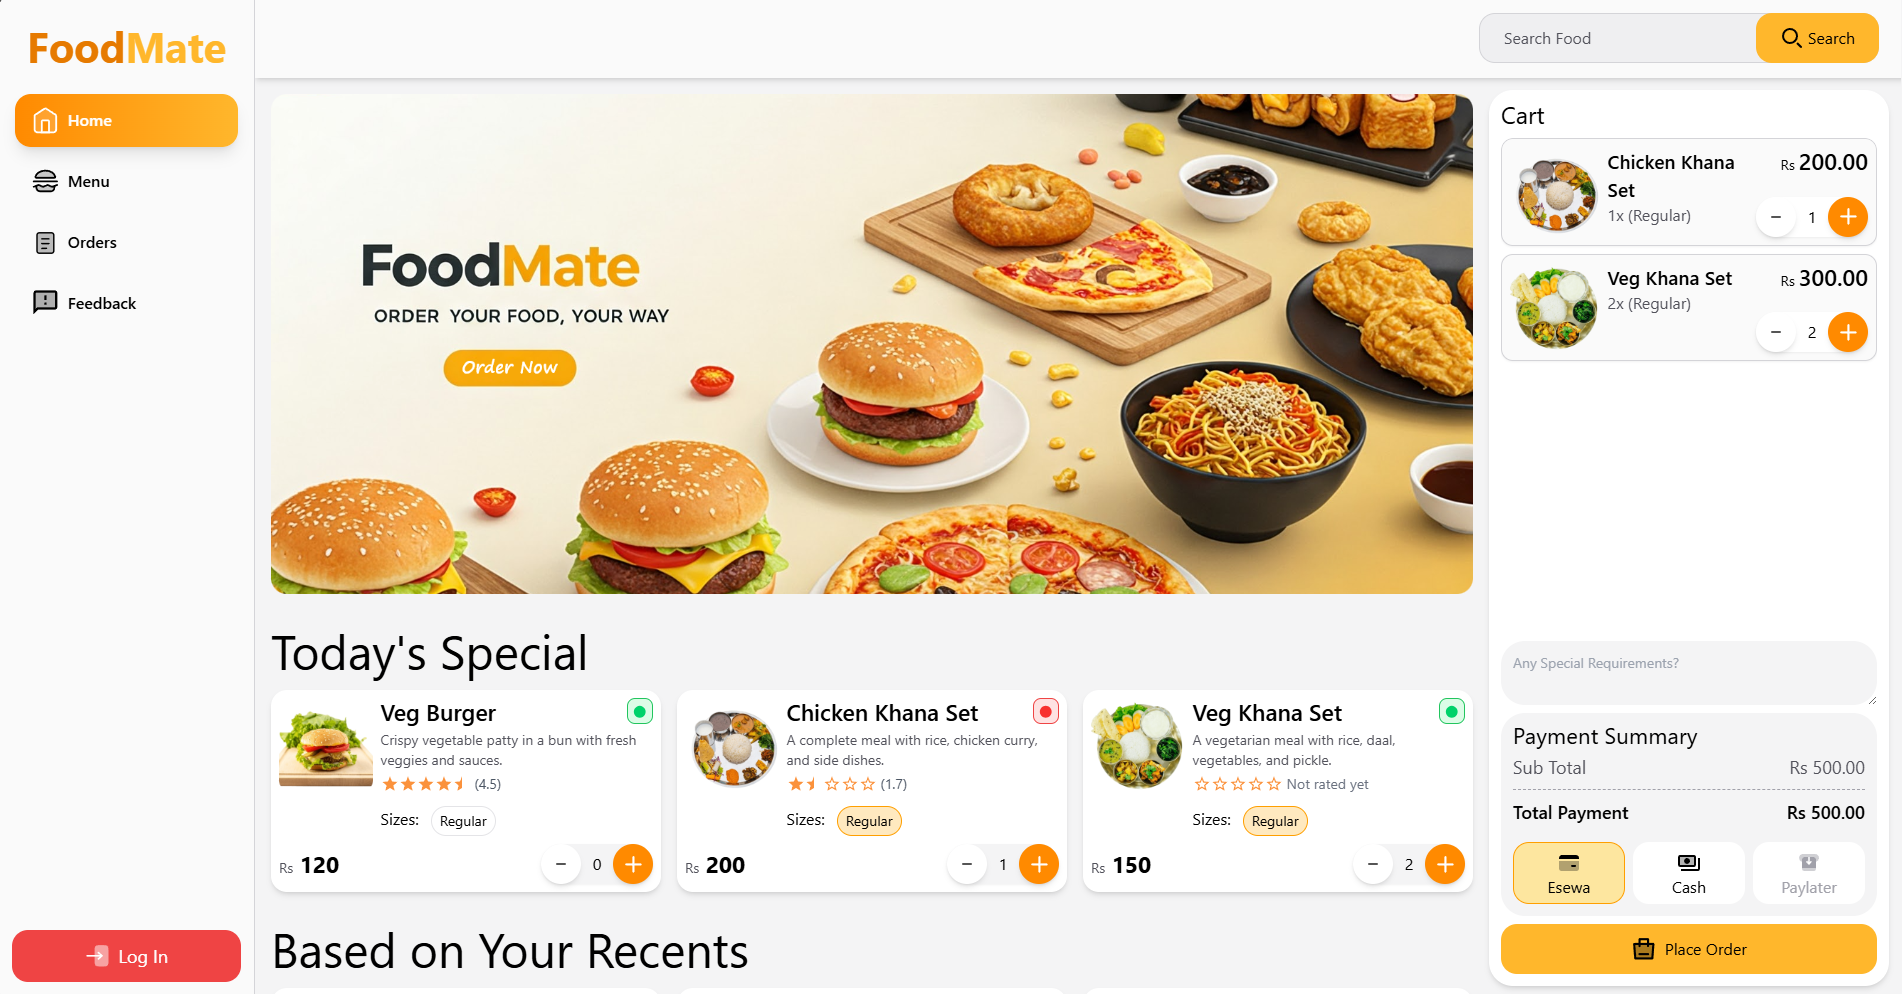 FoodMate
Home
Menu
Orders
Feedback
Log In
Search Food
Search
FoodMate
ORDER YOUR FOOD, YOUR WAY
Order Now
Today's Special
Veg Burger
Crispy vegetable patty in a bun with fresh
veggies and sauces.
(4.5)
Sizes: Regular
Rs 120
− 0 +
Chicken Khana Set
A complete meal with rice, chicken curry,
and side dishes.
(1.7)
Sizes: Regular
Rs 200
− 1 +
Veg Khana Set
A vegetarian meal with rice, daal,
vegetables, and pickle.
Not rated yet
Sizes: Regular
Rs 150
− 2 +
Based on Your Recents
Cart
Chicken Khana
Set
Rs 200.00
1x (Regular)
− 1 +
Veg Khana Set
Rs 300.00
2x (Regular)
− 2 +
Any Special Requirements?
Payment Summary
Sub Total Rs 500.00
Total Payment Rs 500.00
Esewa
Cash
Paylater
Place Order